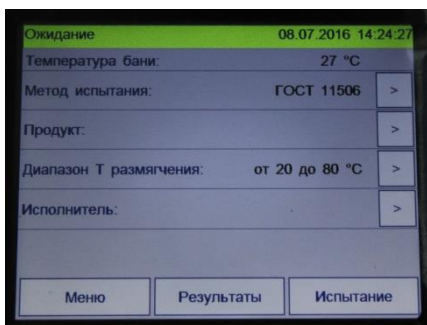 Ожидание 08.07.2016 14:24:27
Температура бани: 27 °C
Метод испытания: ГОСТ 11506 >
Продукт: >
Диапазон Т размягчения: от 20 до 80 °C >
Исполнитель: >
Меню Результаты Испытание